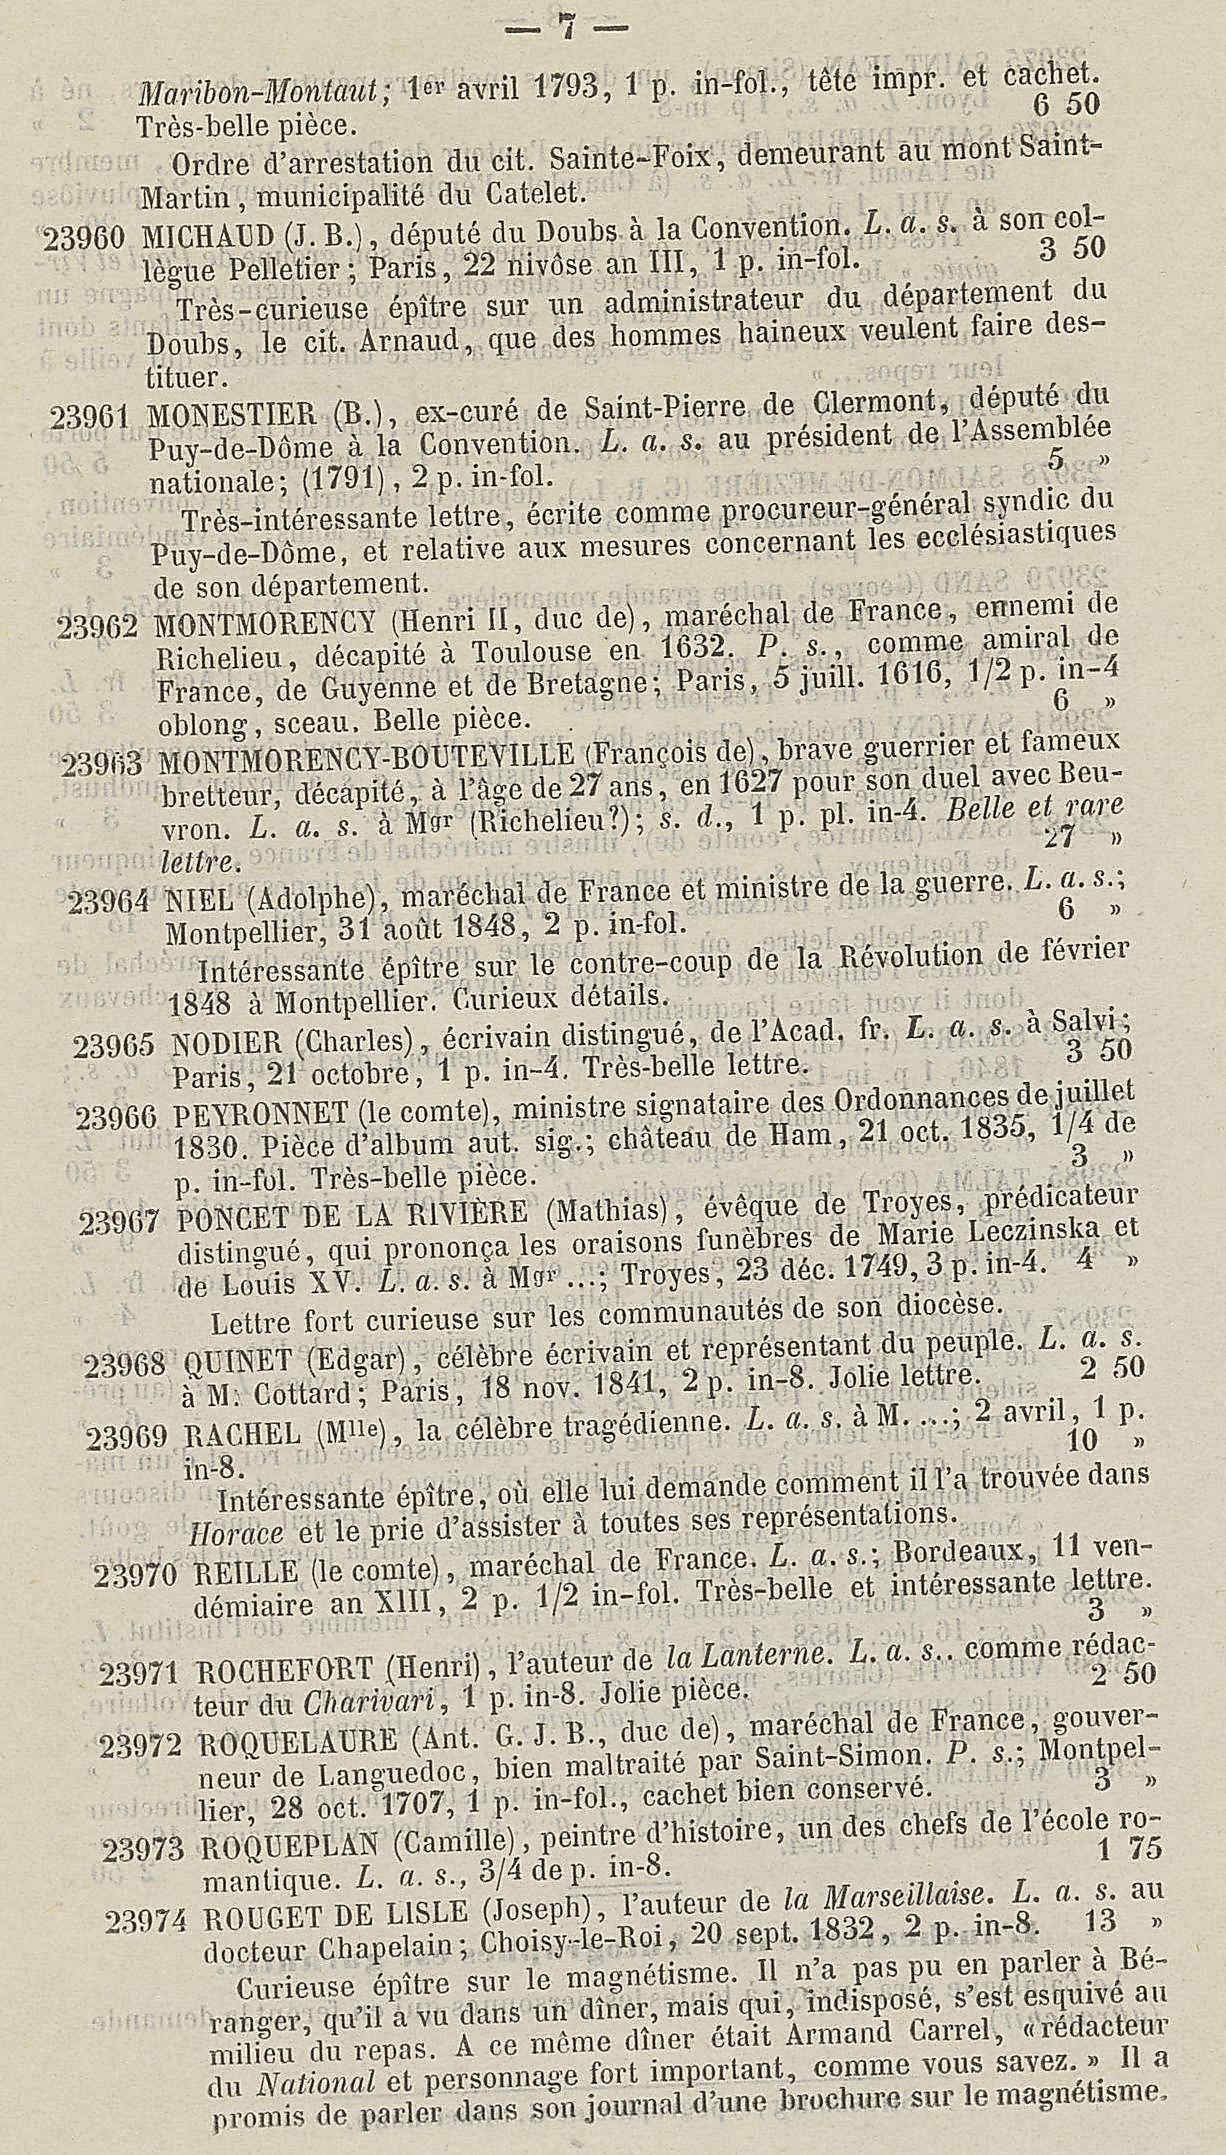 — 7 —
Maribon-Montaut; 1er avril 1793, 1 p. in-fol., tête impr. et cachet.
Très-belle pièce. 6 50
Ordre d'arrestation du cit. Sainte-Foix, demeurant au mont Saint-
Martin, municipalité du Catelet.
23960 MICHAUD (J. B.), député du Doubs à la Convention. L. a. s. à son col-
lègue Pelletier; Paris, 22 nivôse an III, 1 p. in-fol. 3 50
Très-curieuse épître sur un administrateur du département du
Doubs, le cit. Arnaud, que des hommes haineux veulent faire des-
tituer.
23961 MONESTIER (B.), ex-curé de Saint-Pierre de Clermont, député du
Puy-de-Dôme à la Convention. L. a. s. au président de l'Assemblée
nationale; (1791), 2 p. in-fol. 5 »
Très-intéressante lettre, écrite comme procureur-général syndic du
Puy-de-Dôme, et relative aux mesures concernant les ecclésiastiques
de son département.
23962 MONTMORENCY (Henri II, duc de), maréchal de France, ennemi de
Richelieu, décapité à Toulouse en 1632. P. s., comme amiral de
France, de Guyenne et de Bretagne; Paris, 5 juill. 1616, 1/2 p. in-4
oblong, sceau. Belle pièce. 6 »
23963 MONTMORENCY-BOUTEVILLE (François de), brave guerrier et fameux
bretteur, décapité, à l'âge de 27 ans, en 1627 pour son duel avec Beu-
vron. L. a. s. à Mgr (Richelieu?); s. d., 1 p. pl. in-4. Belle et rare
lettre. 27 »
23964 NIEL (Adolphe), maréchal de France et ministre de la guerre. L. a. s.;
Montpellier, 31 août 1848, 2 p. in-fol. 6 »
Intéressante épître sur le contre-coup de la Révolution de février
1848 à Montpellier. Curieux détails.
23965 NODIER (Charles), écrivain distingué, de l'Acad. fr. L. a. s. à Salvi;
Paris, 21 octobre, 1 p. in-4. Très-belle lettre. 3 50
23966 PEYRONNET (le comte), ministre signataire des Ordonnances de juillet
1830. Pièce d'album aut. sig.; château de Ham, 21 oct. 1835, 1/4 de
p. in-fol. Très-belle pièce. 3 »
23967 PONCET DE LA RIVIÈRE (Mathias), évêque de Troyes, prédicateur
distingué, qui prononça les oraisons funèbres de Marie Leczinska et
de Louis XV. L. a. s. à Mgr ...; Troyes, 23 déc. 1749, 3 p. in-4. 4 »
Lettre fort curieuse sur les communautés de son diocèse.
23968 QUINET (Edgar), célèbre écrivain et représentant du peuple. L. a. s.
à M. Cottard; Paris, 18 nov. 1841, 2 p. in-8. Jolie lettre. 2 50
23969 RACHEL (Mlle), la célèbre tragédienne. L. a. s. à M. ...; 2 avril, 1 p.
in-8. 10 »
Intéressante épître, où elle lui demande comment il l'a trouvée dans
Horace et le prie d'assister à toutes ses représentations.
23970 REILLE (le comte), maréchal de France. L. a. s.; Bordeaux, 11 ven-
démiaire an XIII, 2 p. 1/2 in-fol. Très-belle et intéressante lettre.
3 »
23971 ROCHEFORT (Henri), l'auteur de la Lanterne. L. a. s.. comme rédac-
teur du Charivari, 1 p. in-8. Jolie pièce. 2 50
23972 ROQUELAURE (Ant. G. J. B., duc de), maréchal de France, gouver-
neur de Languedoc, bien maltraité par Saint-Simon. P. s.; Montpel-
lier, 28 oct. 1707, 1 p. in-fol., cachet bien conservé. 3 »
23973 ROQUEPLAN (Camille), peintre d'histoire, un des chefs de l'école ro-
mantique. L. a. s., 3/4 de p. in-8. 1 75
23974 ROUGET DE LISLE (Joseph), l'auteur de la Marseillaise. L. a. s. au
docteur Chapelain; Choisy-le-Roi, 20 sept. 1832, 2 p. in-8. 13 »
Curieuse épître sur le magnétisme. Il n'a pas pu en parler à Bé-
ranger, qu'il a vu dans un dîner, mais qui, indisposé, s'est esquivé au
milieu du repas. A ce même dîner était Armand Carrel, « rédacteur
du National et personnage fort important, comme vous savez. » Il a
promis de parler dans son journal d'une brochure sur le magnétisme.